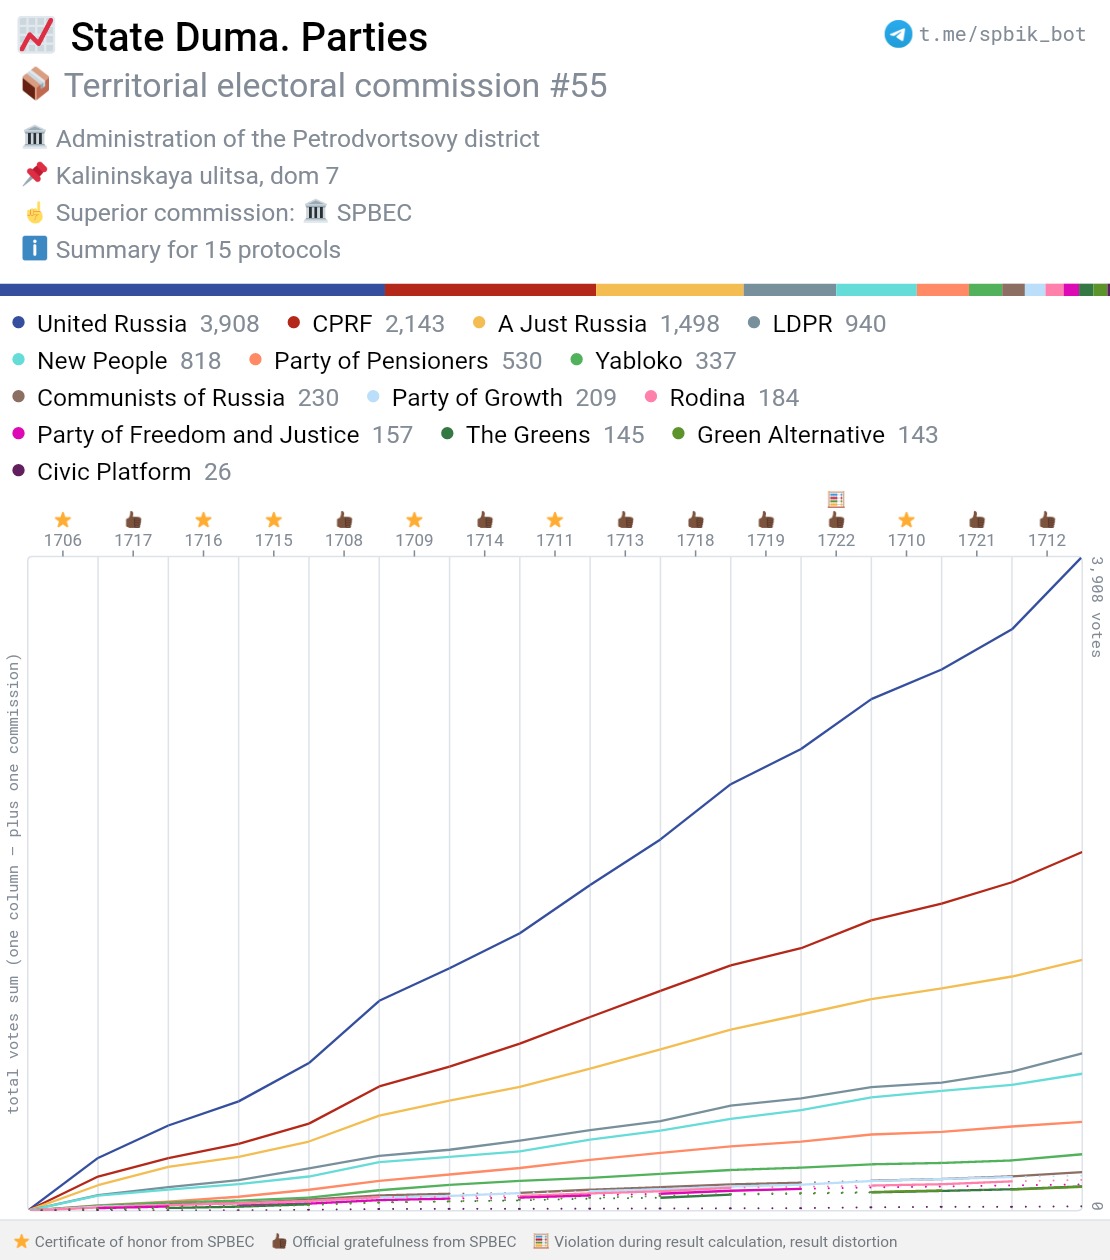 State Duma. Parties
t.me/spbik_bot
Territorial electoral commission #55
Administration of the Petrodvortsovy district
Kalininskaya ulitsa, dom 7
Superior commission: SPBEC
Summary for 15 protocols
United Russia 3,908 CPRF 2,143 A Just Russia 1,498 LDPR 940
New People 818 Party of Pensioners 530 Yabloko 337
Communists of Russia 230 Party of Growth 209 Rodina 184
Party of Freedom and Justice 157 The Greens 145 Green Alternative 143
Civic Platform 26
1706 1717 1716 1715 1708 1709 1714 1711 1713 1718 1719 1722 1710 1721 1712
total votes sum (one column – plus one commission)
3,908 votes
0
Certificate of honor from SPBEC Official gratefulness from SPBEC Violation during result calculation, result distortion